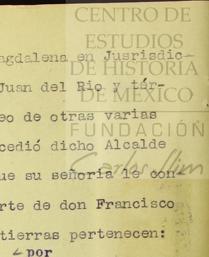 CENTRO DE
ESTUDIOS
DE HISTORIA
DE MÉXICO
FUNDACIÓN
Carlos Slim
agdalena en Jurisdic-
Juan del Rio y tér-
eo de otras varias
cedió dicho Alcalde
ue su señoria le con-
rte de don Francisco
tierras pertenecen:
por